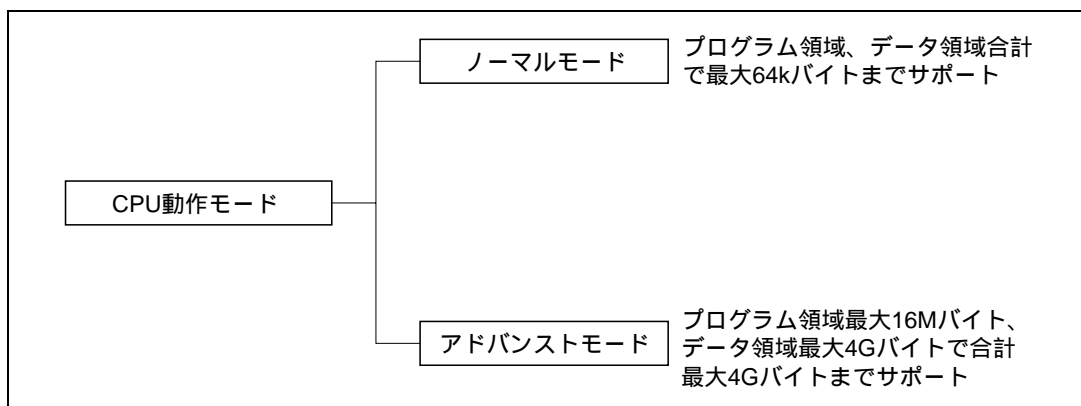 ノーマルモード
プログラム領域、データ領域合計
で最大64kバイトまでサポート
CPU動作モード
アドバンストモード
プログラム領域最大16Mバイト、
データ領域最大4Gバイトで合計
最大4Gバイトまでサポート